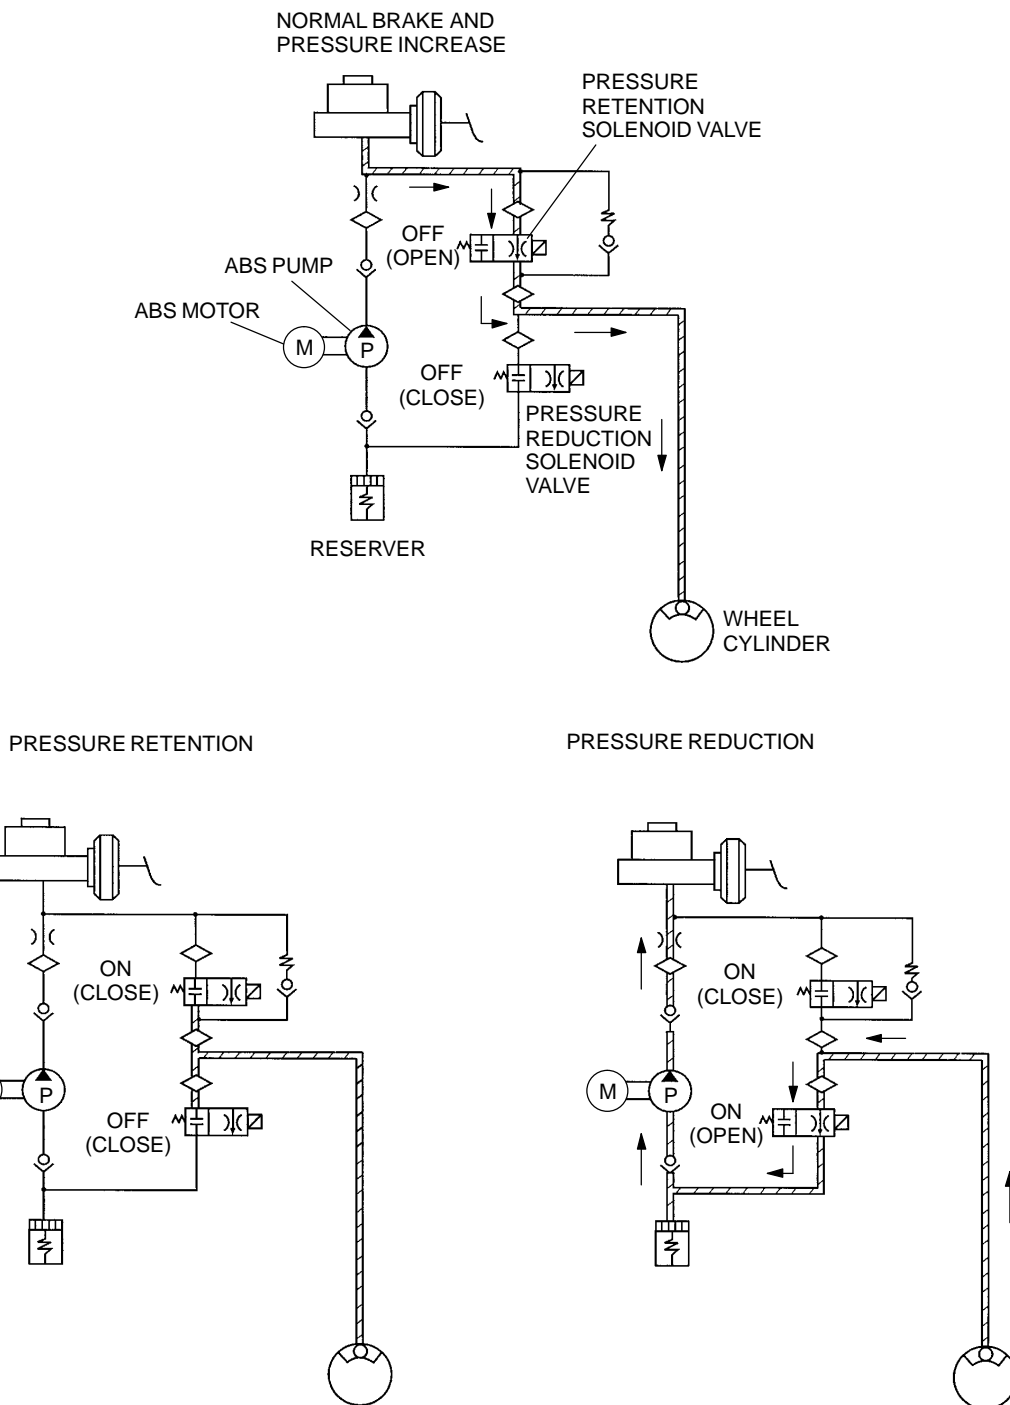 NORMAL BRAKE AND
PRESSURE INCREASE
PRESSURE
RETENTION
SOLENOID VALVE
OFF
(OPEN)
ABS PUMP
ABS MOTOR
M
P
OFF
(CLOSE)
PRESSURE
REDUCTION
SOLENOID
VALVE
RESERVER
WHEEL
CYLINDER
PRESSURE RETENTION
ON
(CLOSE)
P
OFF
(CLOSE)
PRESSURE REDUCTION
ON
(CLOSE)
M
P
ON
(OPEN)